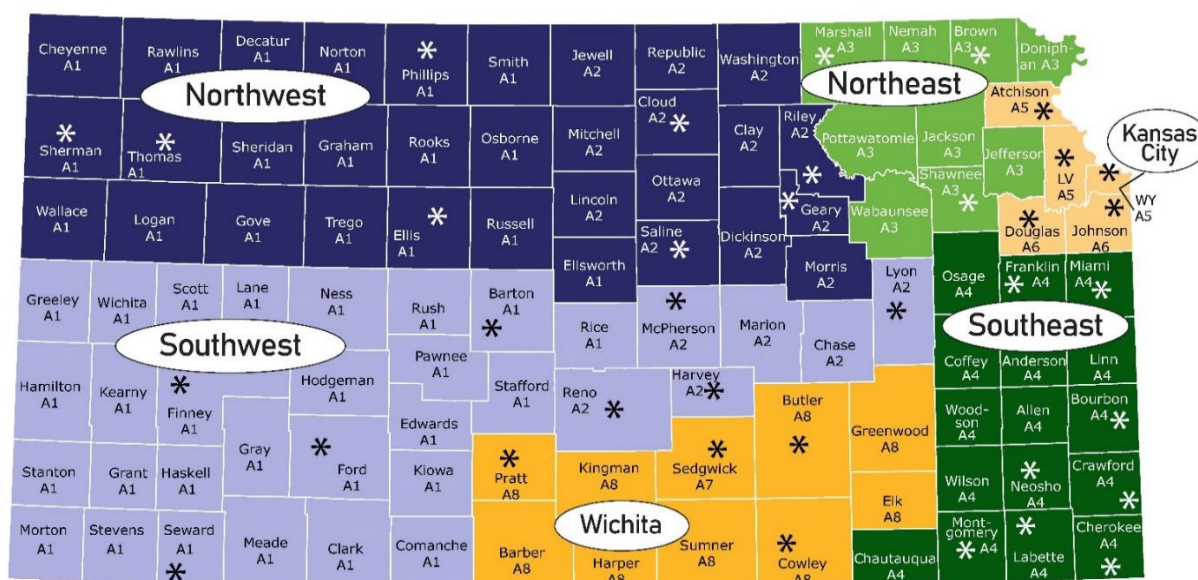 Cheyenne
A1
Rawlins
A1
Decatur
A1
Norton
A1
Phillips
A1
Smith
A1
Jewell
A2
Republic
A2
Washington
A2
Marshall
A3
Nemah
A3
Brown
A3
Doniph-
an A3
Northwest
Northeast
Atchison
A5
Kansas
City
Sherman
A1
Thomas
A1
Sheridan
A1
Graham
A1
Rooks
A1
Osborne
A1
Mitchell
A2
Cloud
A2
Clay
A2
Riley
A2
Pottawatomie
A3
Jackson
A3
Jefferson
A3
LV
A5
WY
A5
Shawnee
A3
Wallace
A1
Logan
A1
Gove
A1
Trego
A1
Ellis
A1
Russell
A1
Lincoln
A2
Ottawa
A2
Saline
A2
Dickinson
A2
Geary
A2
Wabaunsee
A3
Douglas
A6
Johnson
A6
Ellsworth
A1
Morris
A2
Greeley
A1
Wichita
A1
Scott
A1
Lane
A1
Ness
A1
Rush
A1
Barton
A1
Rice
A1
McPherson
A2
Marion
A2
Chase
A2
Lyon
A2
Osage
A4
Franklin
A4
Miami
A4
Southwest
Southeast
Hamilton
A1
Kearny
A1
Finney
A1
Hodgeman
A1
Pawnee
A1
Stafford
A1
Reno
A2
Harvey
A2
Butler
A8
Greenwood
A8
Coffey
A4
Anderson
A4
Linn
A4
Edwards
A1
Wood-
son
A4
Allen
A4
Bourbon
A4
Stanton
A1
Grant
A1
Haskell
A1
Gray
A1
Ford
A1
Kiowa
A1
Pratt
A8
Kingman
A8
Sedgwick
A7
Elk
A8
Wilson
A4
Neosho
A4
Crawford
A4
Wichita
Morton
A1
Stevens
A1
Seward
A1
Meade
A1
Clark
A1
Comanche
A1
Barber
A8
Harper
A8
Sumner
A8
Cowley
A8
Chautauqua
A4
Mont-
gomery
A4
Labette
A4
Cherokee
A4